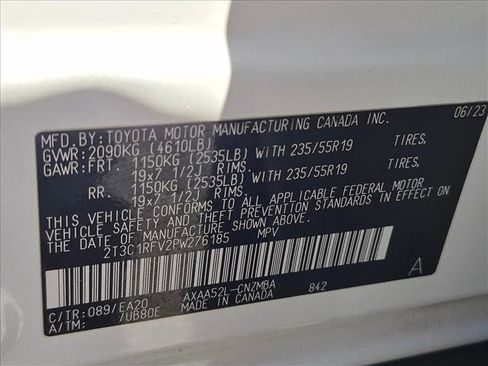 06/23
MFD.BY:TOYOTA MOTOR MANUFACTURING CANADA INC.
GVWR:2090KG (4610LB)
GAWR:FRT 1150KG (2535LB) WITH 235/55R19 TIRES,
19x7 1/2J RIMS.
RR. 1150KG (2535LB) WITH 235/55R19 TIRES,
19x7 1/2J RIMS.
THIS VEHICLE CONFORMS TO ALL APPLICABLE FEDERAL MOTOR
VEHICLE SAFETY AND THEFT PREVENTION STANDARDS IN
EFFECT ON THE DATE OF MANUFACTURE SHOWN ABOVE.
2T3C1RFV2PW276185 MPV
C/TR:089/EA20 AXAA52L-CNZMBA 842
A/TM: /UB80E MADE IN CANADA
A